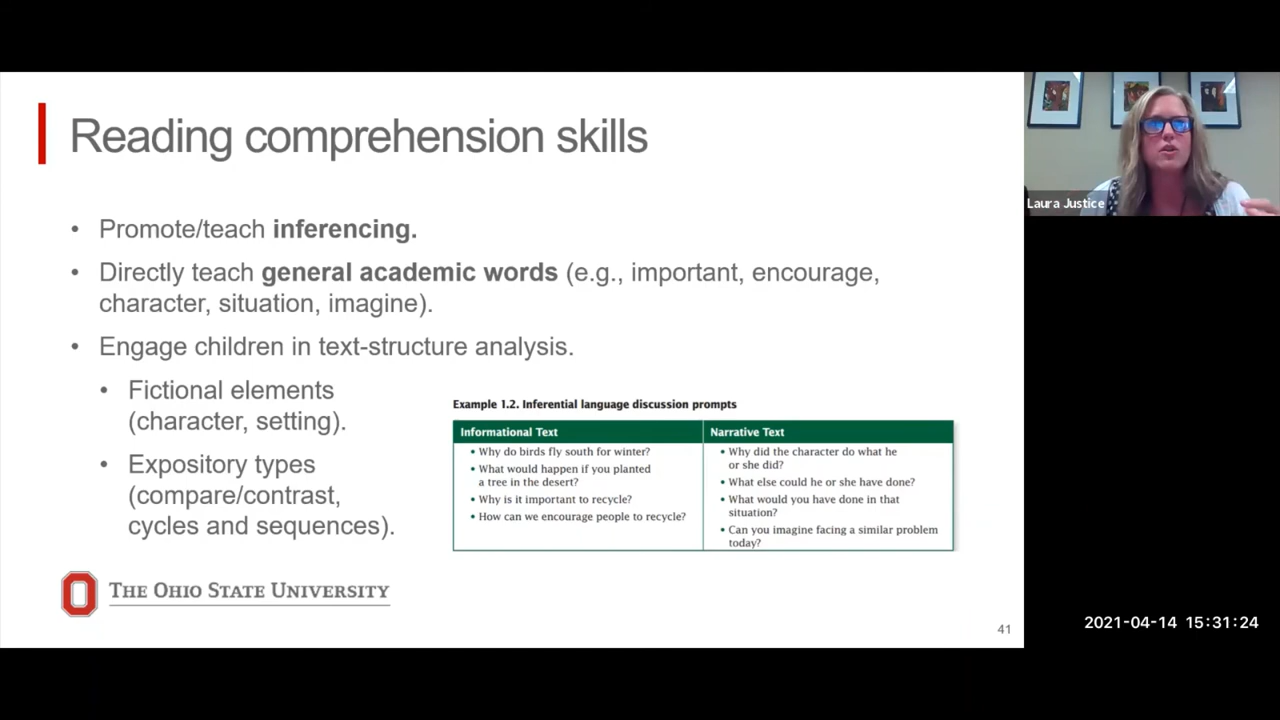 Reading comprehension skills
• Promote/teach inferencing.
• Directly teach general academic words (e.g., important, encourage,
character, situation, imagine).
• Engage children in text-structure analysis.
• Fictional elements
(character, setting).
• Expository types
(compare/contrast,
cycles and sequences).
Example 1.2. Inferential language discussion prompts
Informational Text
• Why do birds fly south for winter?
• What would happen if you planted
a tree in the desert?
• Why is it important to recycle?
• How can we encourage people to recycle?
Narrative Text
• Why did the character do what he
or she did?
• What else could he or she have done?
• What would you have done in that
situation?
• Can you imagine facing a similar problem
today?
THE OHIO STATE UNIVERSITY
41
Laura Justice
2021-04-14 15:31:24